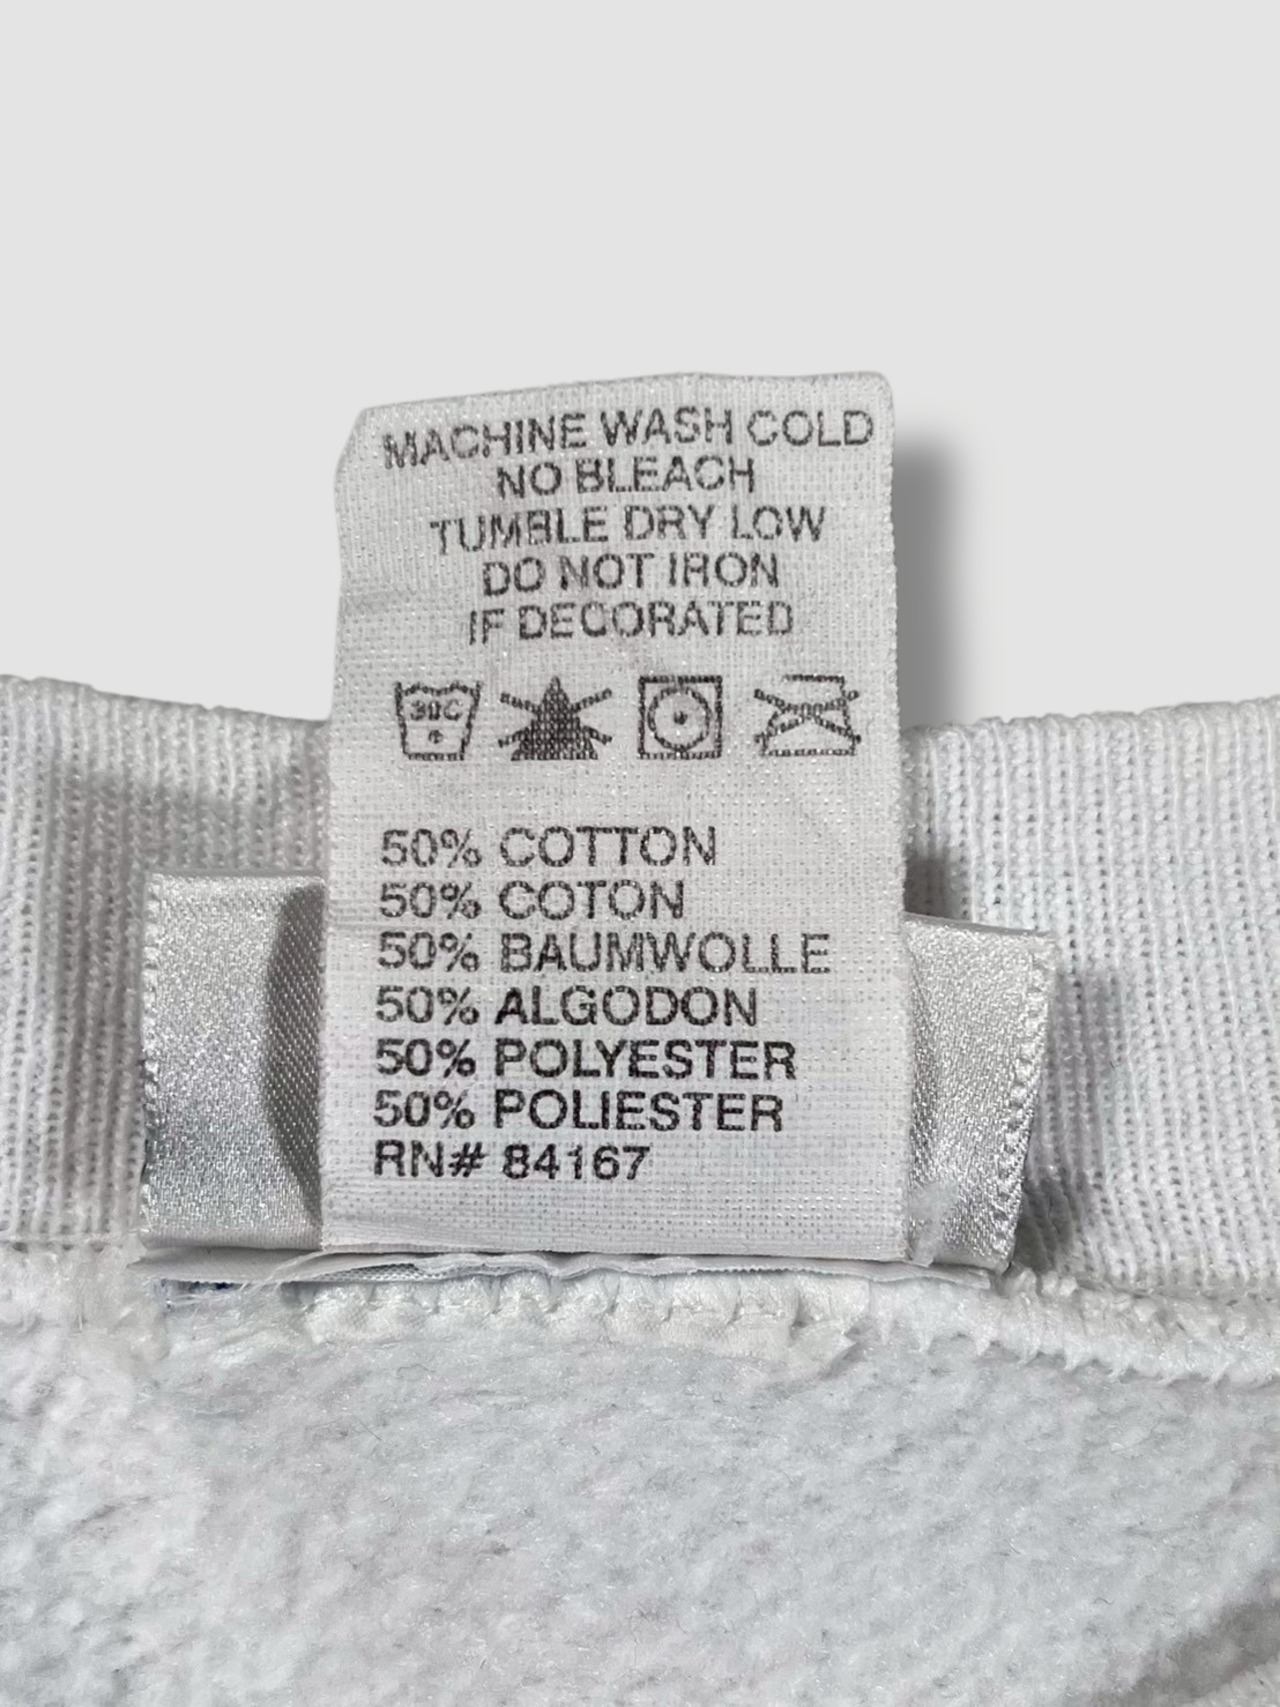 MACHINE WASH COLD
NO BLEACH
TUMBLE DRY LOW
DO NOT IRON
IF DECORATED
30C
50% COTTON
50% COTON
50% BAUMWOLLE
50% ALGODON
50% POLYESTER
50% POLIESTER
RN# 84167